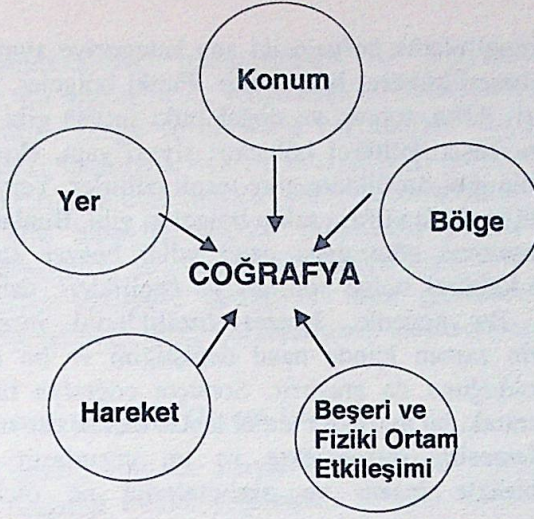 Konum
Yer
Bölge
COĞRAFYA
Hareket
Beşeri ve
Fiziki Ortam
Etkileşimi